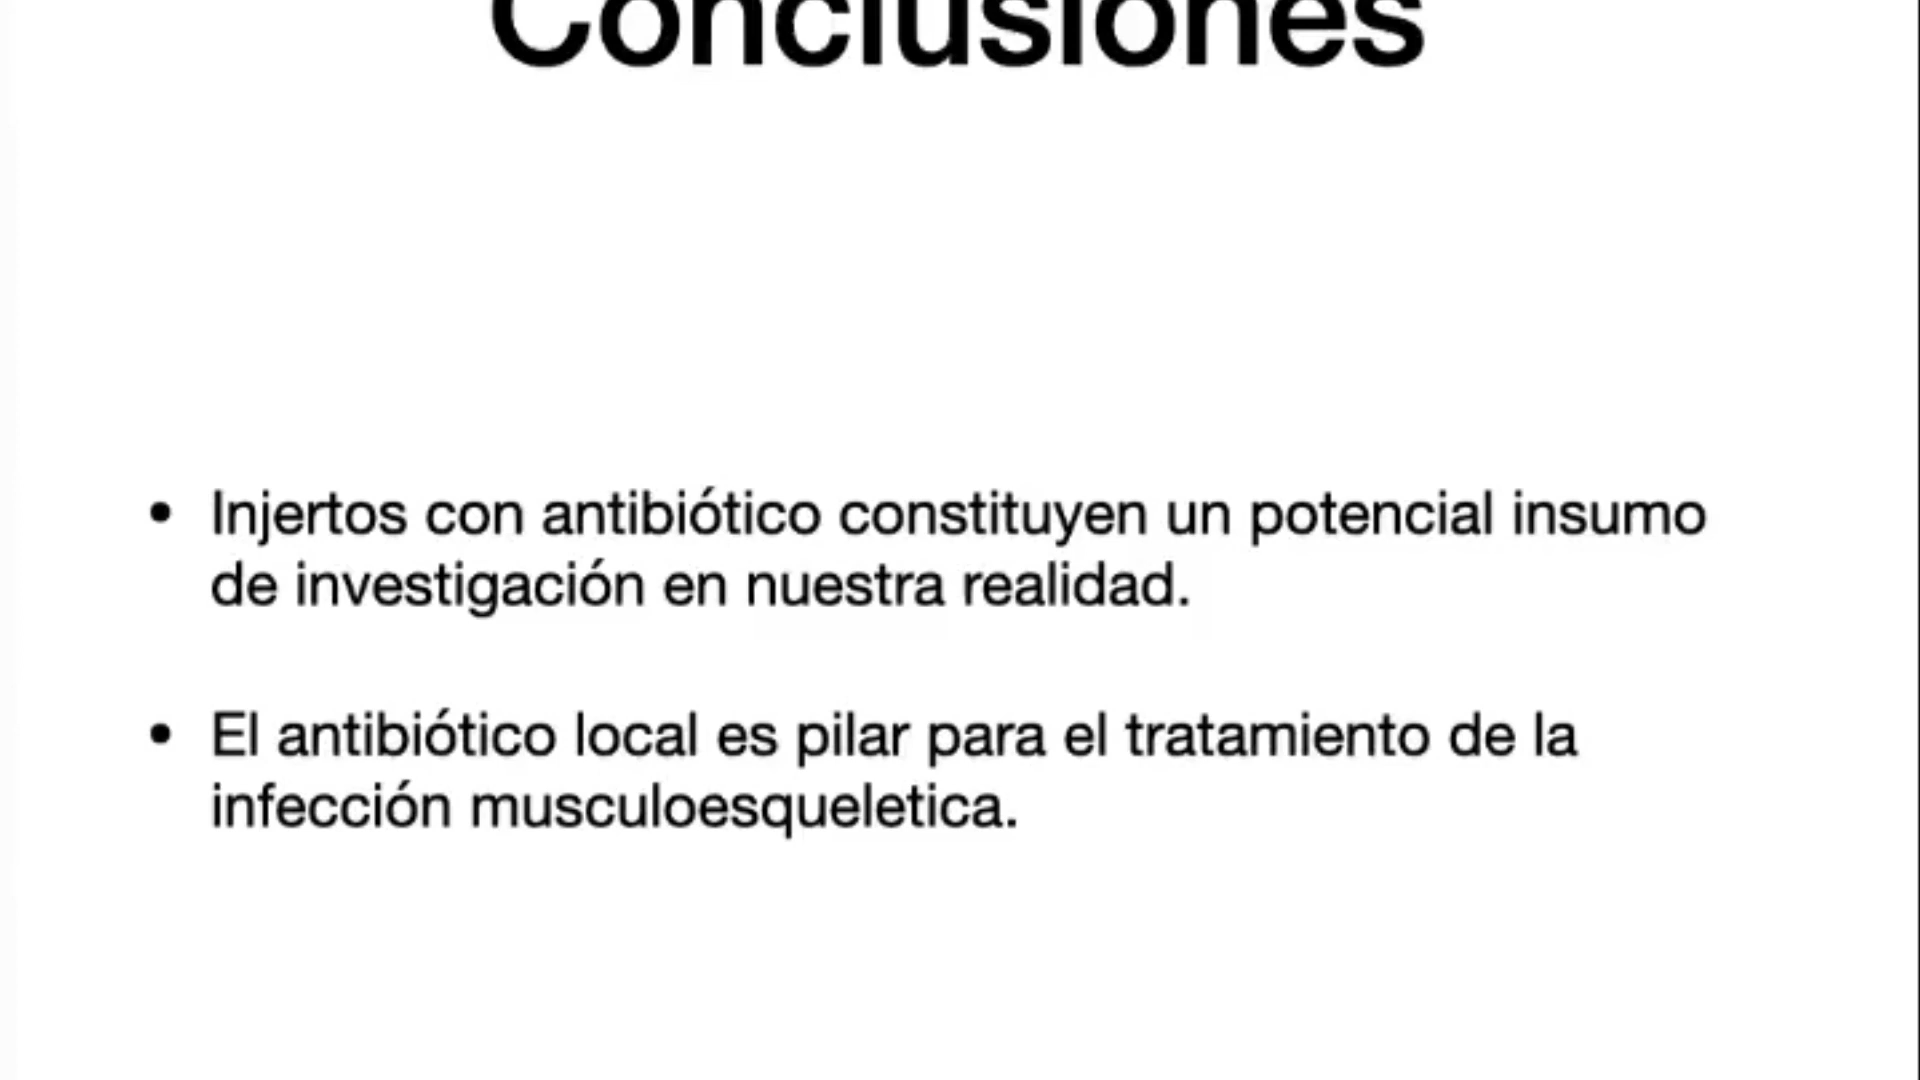 Conclusiones
• Injertos con antibiótico constituyen un potencial insumo
de investigación en nuestra realidad.
• El antibiótico local es pilar para el tratamiento de la
infección musculoesqueletica.